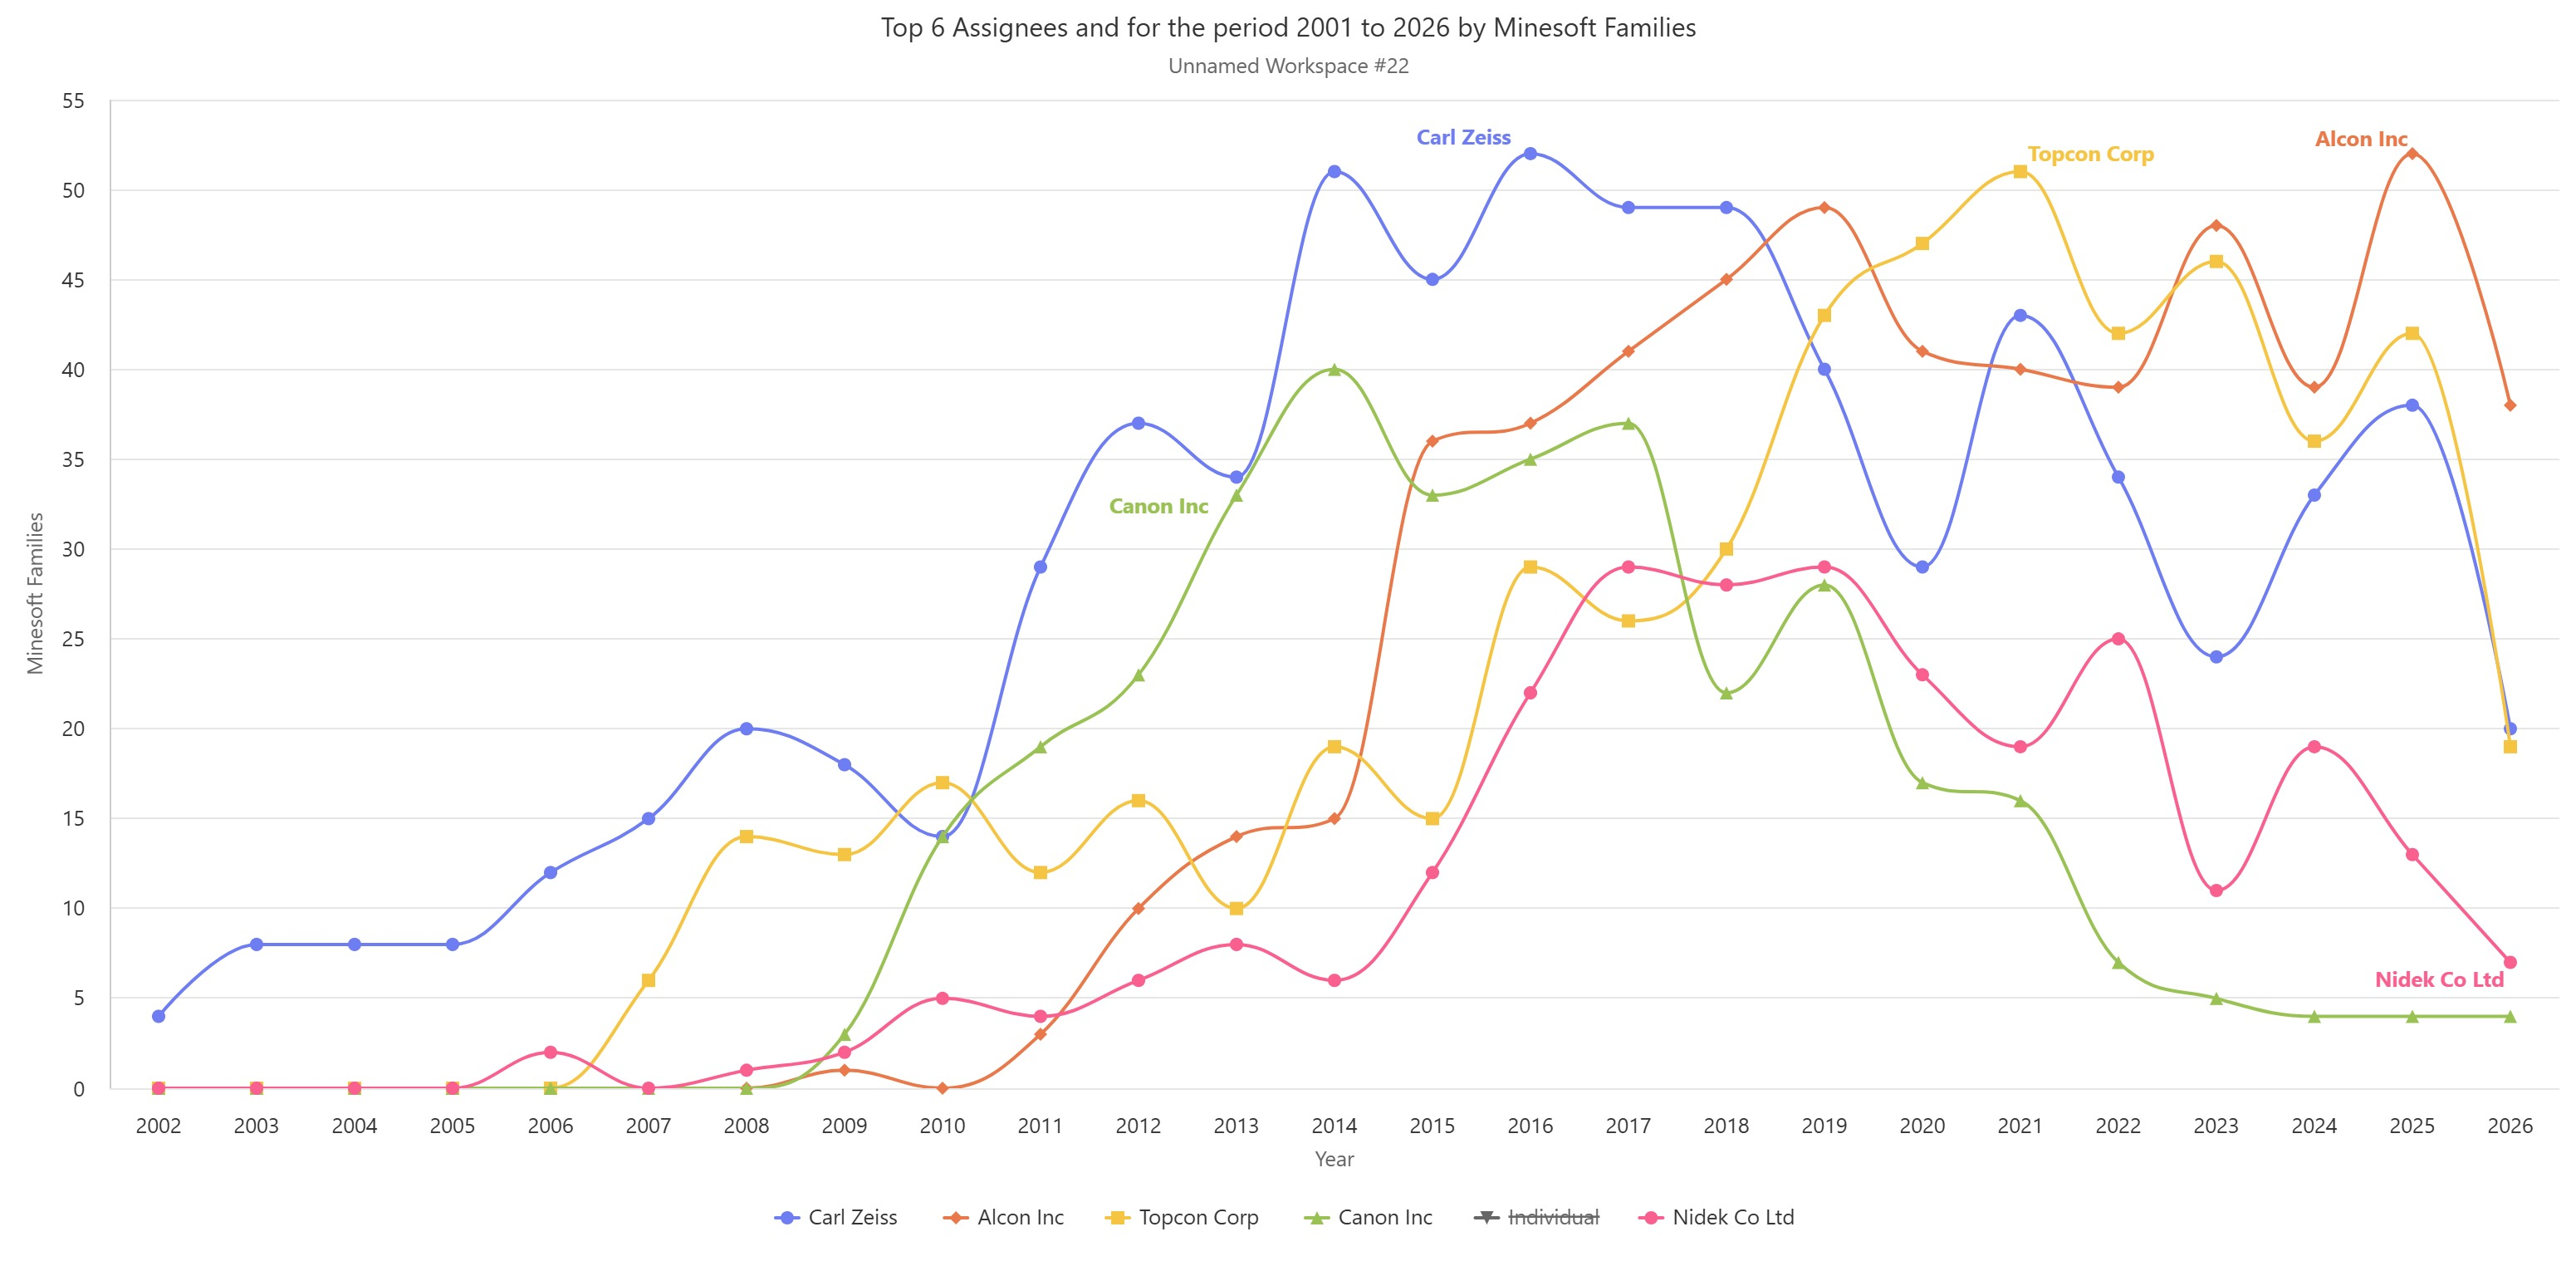 Top 6 Assignees and for the period 2001 to 2026 by Minesoft Families
Unnamed Workspace #22
Minesoft Families
55
50
45
40
35
30
25
20
15
10
5
0
Carl Zeiss
Topcon Corp
Alcon Inc
Canon Inc
Nidek Co Ltd
2002 2003 2004 2005 2006 2007 2008 2009 2010 2011 2012 2013 2014 2015 2016 2017 2018 2019 2020 2021 2022 2023 2024 2025 2026
Year
Carl Zeiss Alcon Inc Topcon Corp Canon Inc Individual Nidek Co Ltd